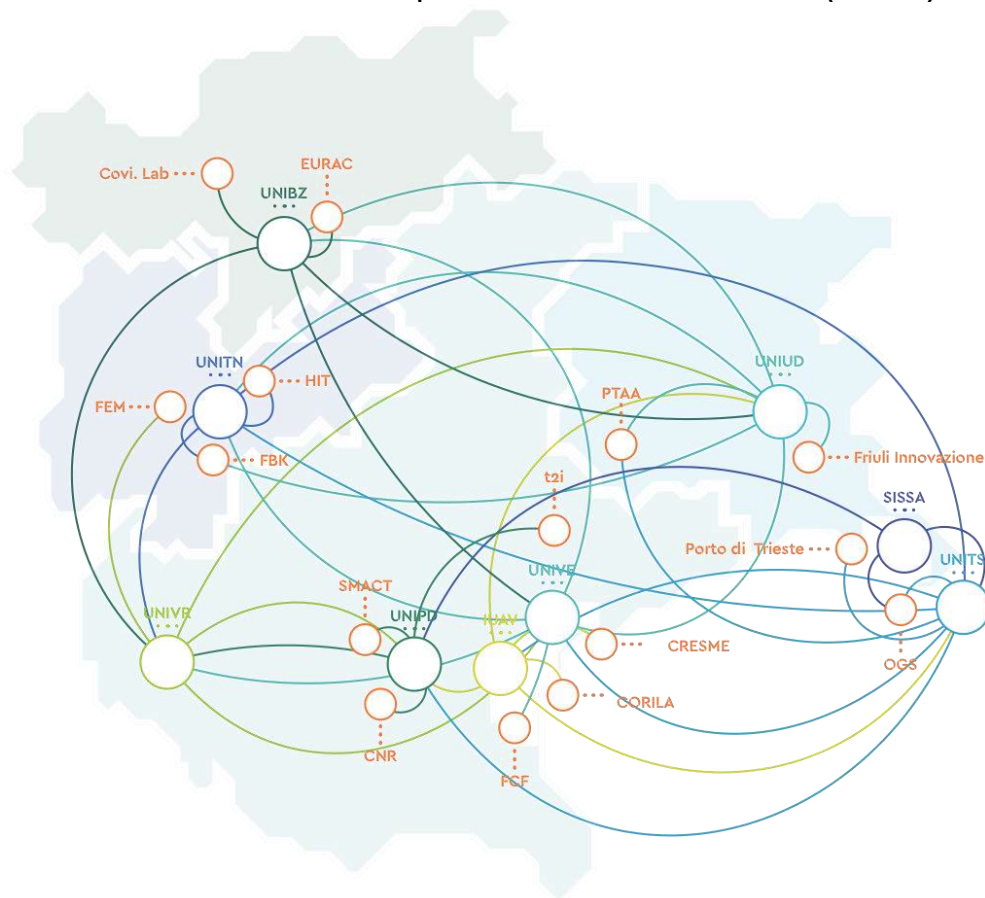 EURAC
Covi. Lab
UNIBZ
UNITN
UNIUD
HIT
PTAA
FEM
FBK
Friuli Innovazione
t2i
SISSA
Porto di Trieste
UNITS
UNIVE
SMACT
UNIVR
UNIPD
IUAV
CRESME
OGS
CORILA
CNR
FCF